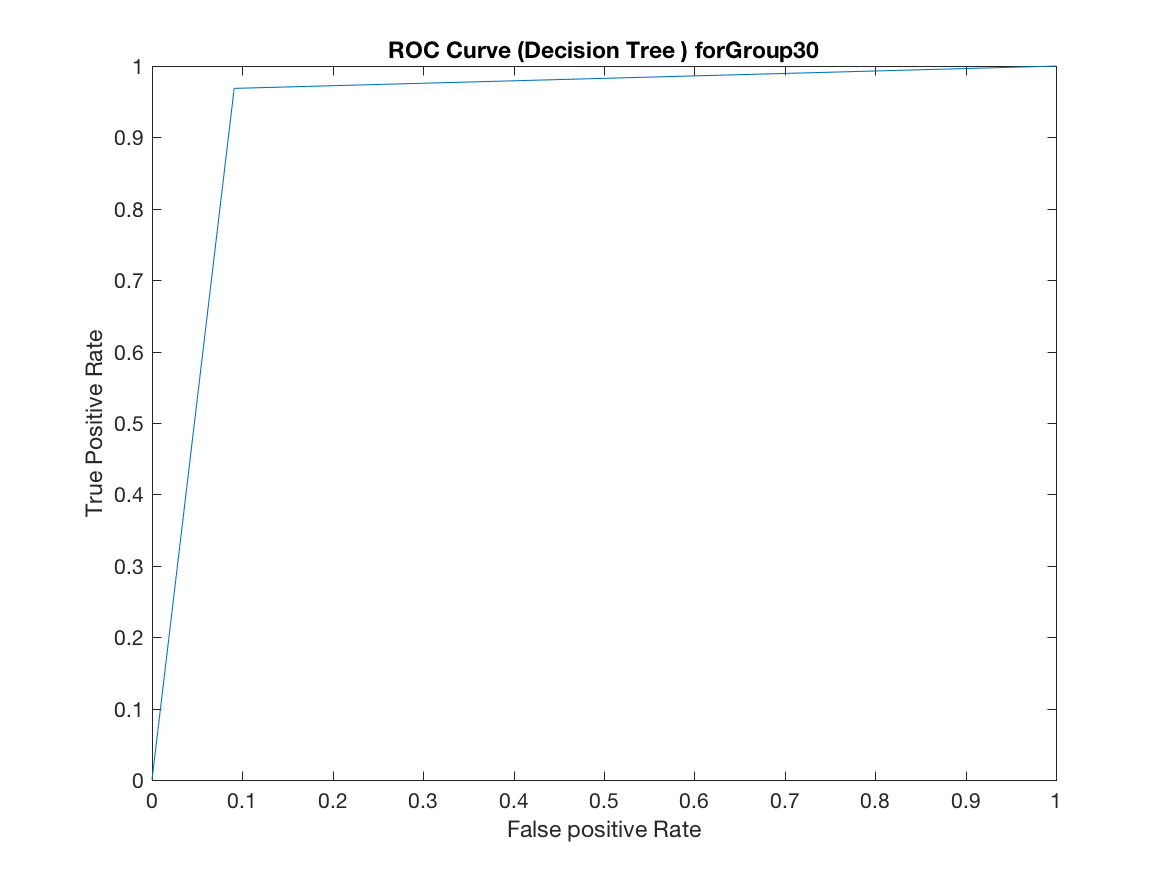 ROC Curve (Decision Tree ) forGroup30
1
0.9
0.8
0.7
0.6
0.5
0.4
0.3
0.2
0.1
0
True Positive Rate
0 0.1 0.2 0.3 0.4 0.5 0.6 0.7 0.8 0.9 1
False positive Rate